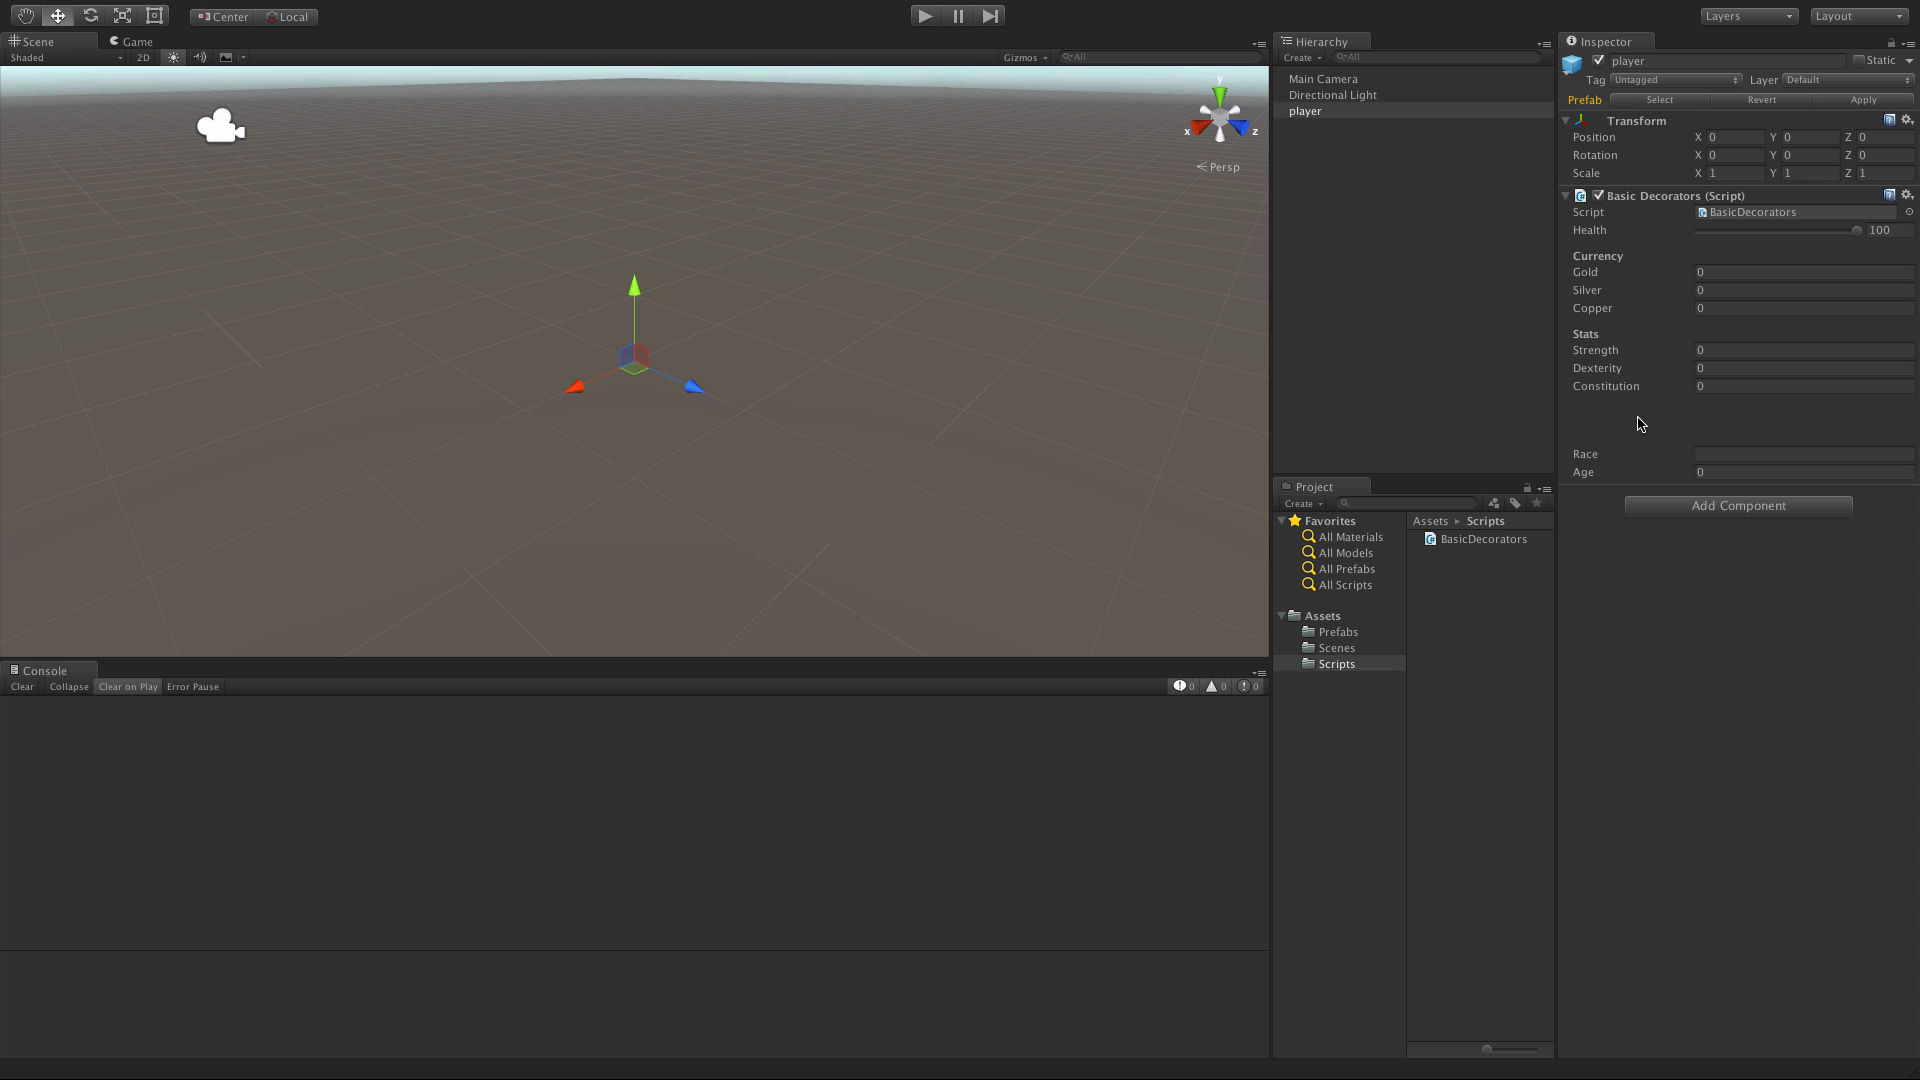 Center Local
Layers Layout
Scene Game
Shaded 2D Gizmos All
y
x z
Persp
Hierarchy
Create All
Main Camera
Directional Light
player
Inspector
player Static
Tag Untagged Layer Default
Prefab Select Revert Apply
Transform
Position X 0 Y 0 Z 0
Rotation X 0 Y 0 Z 0
Scale X 1 Y 1 Z 1
Basic Decorators (Script)
Script BasicDecorators
Health 100
Currency
Gold 0
Silver 0
Copper 0
Stats
Strength 0
Dexterity 0
Constitution 0
Race
Age 0
Add Component
Project
Create
Favorites
All Materials
All Models
All Prefabs
All Scripts
Assets
Prefabs
Scenes
Scripts
Assets ▸ Scripts
BasicDecorators
Console
Clear Collapse Clear on Play Error Pause 0 0 0